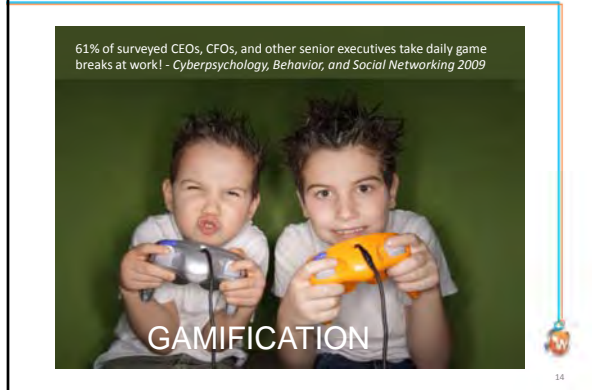 61% of surveyed CEOs, CFOs, and other senior executives take daily game
breaks at work! - Cyberpsychology, Behavior, and Social Networking 2009
GAMIFICATION
W
14